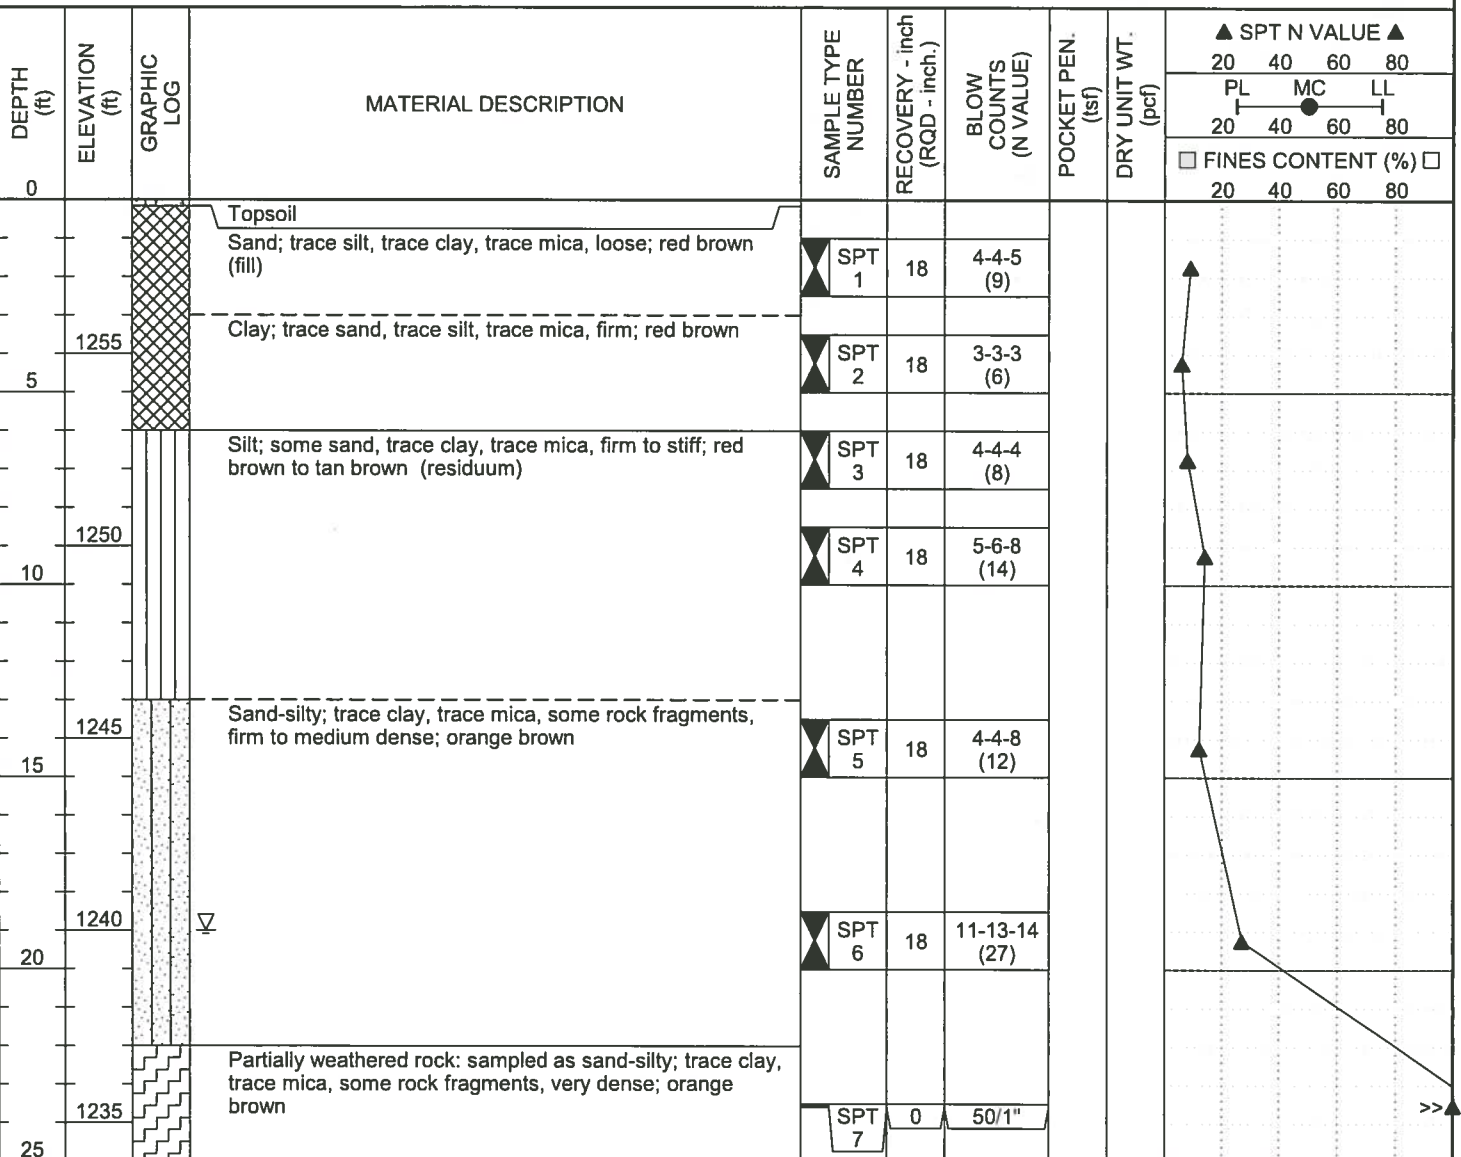 DEPTH
(ft)
ELEVATION
(ft)
GRAPHIC
LOG
MATERIAL DESCRIPTION
SAMPLE TYPE
NUMBER
RECOVERY - inch
(RQD - inch.)
BLOW
COUNTS
(N VALUE)
POCKET PEN.
(tsf)
DRY UNIT WT.
(pcf)
▲ SPT N VALUE ▲
20 40 60 80
PL MC LL
20 40 60 80
□ FINES CONTENT (%) □
20 40 60 80
0
Topsoil
Sand; trace silt, trace clay, trace mica, loose; red brown
(fill)
SPT
1
18
4-4-5
(9)
Clay; trace sand, trace silt, trace mica, firm; red brown
1255
SPT
2
18
3-3-3
(6)
5
Silt; some sand, trace clay, trace mica, firm to stiff; red
brown to tan brown (residuum)
SPT
3
18
4-4-4
(8)
1250
SPT
4
18
5-6-8
(14)
10
Sand-silty; trace clay, trace mica, some rock fragments,
firm to medium dense; orange brown
1245
SPT
5
18
4-4-8
(12)
15
1240
SPT
6
18
11-13-14
(27)
20
Partially weathered rock: sampled as sand-silty; trace clay,
trace mica, some rock fragments, very dense; orange
brown
1235
SPT
7
0
50/1"
>>
25